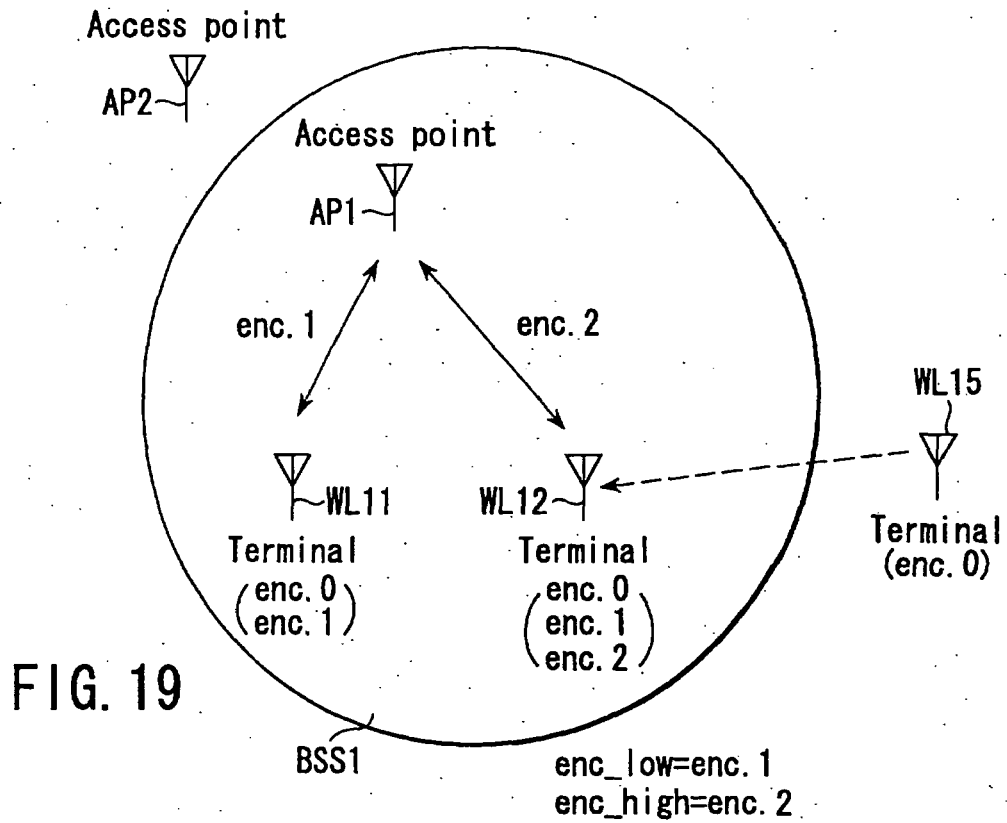 Access point
AP2
Access point
AP1
enc.1
enc.2
WL15
WL11
WL12
Terminal
(enc.0
enc.1)
Terminal
(enc.0
enc.1
enc.2)
Terminal
(enc.0)
FIG. 19
BSS1
enc_low=enc.1
enc_high=enc.2